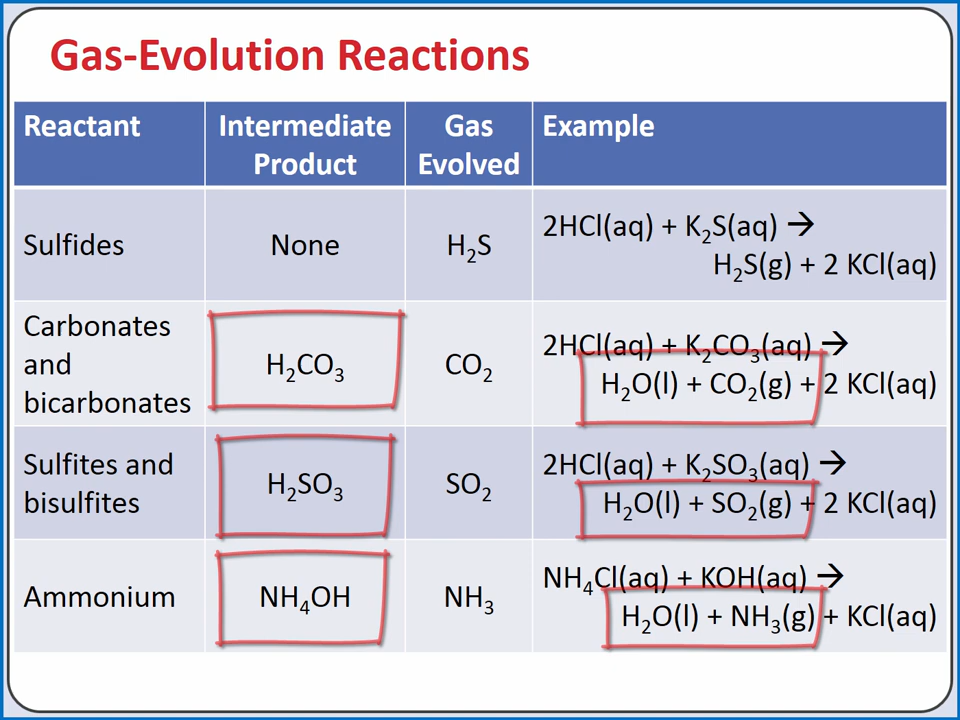 Gas-Evolution Reactions
Reactant
Intermediate
Product
Gas
Evolved
Example
Sulfides
None
H₂S
2HCl(aq) + K₂S(aq) →
H₂S(g) + 2 KCl(aq)
Carbonates
and
bicarbonates
H₂CO₃
CO₂
2HCl(aq) + K₂CO₃(aq) →
H₂O(l) + CO₂(g) + 2 KCl(aq)
Sulfites and
bisulfites
H₂SO₃
SO₂
2HCl(aq) + K₂SO₃(aq) →
H₂O(l) + SO₂(g) + 2 KCl(aq)
Ammonium
NH₄OH
NH₃
NH₄Cl(aq) + KOH(aq) →
H₂O(l) + NH₃(g) + KCl(aq)